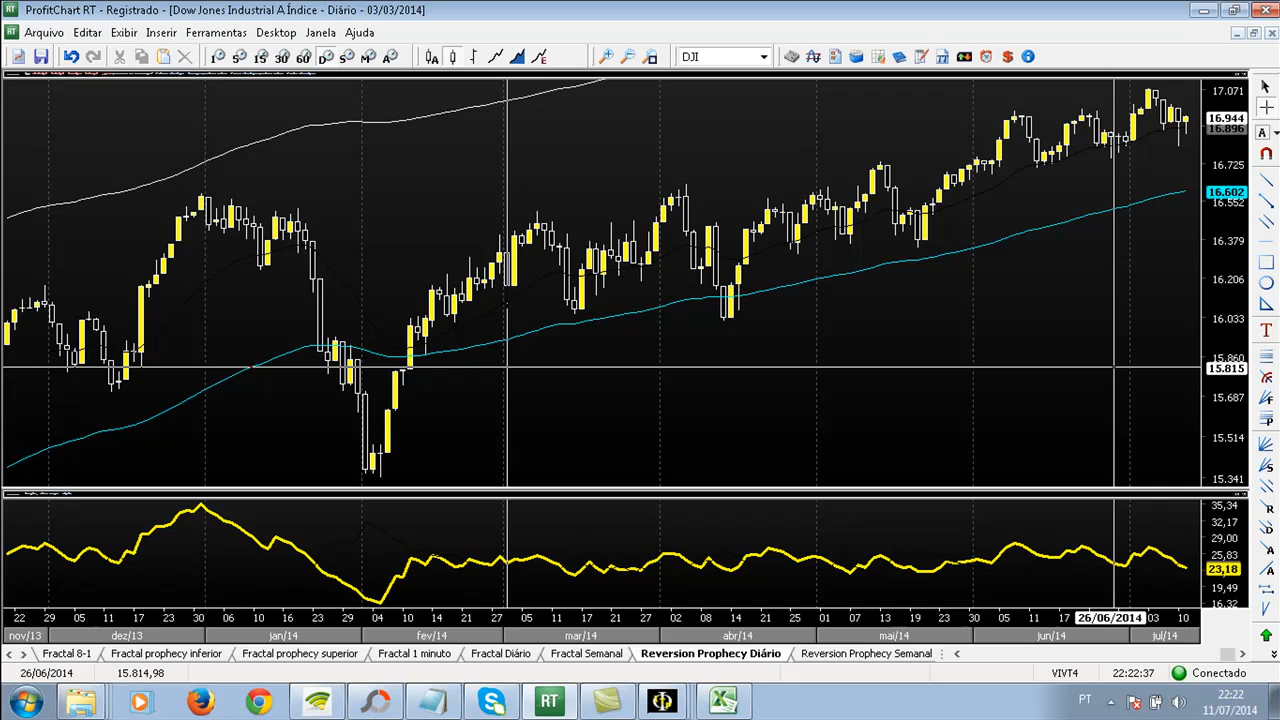 ProfitChart RT - Registrado - [Dow Jones Industrial A Índice - Diário - 03/03/2014]
Arquivo Editar Exibir Inserir Ferramentas Desktop Janela Ajuda
1 5 15 30 60 D S M A DJI
17.071
16.944
16.896
16.725
16.602
16.552
16.379
16.206
16.033
15.860
15.815
15.687
15.514
15.341
35,34
32,17
29,00
25,83
23,18
19,49
16,32
22 28 05 11 17 23 30 06 10 16 23 29 04 10 14 21 27 05 11 17 21 27 02 08 14 21 27 01 07 13 19 23 30 05 11 17 26/06/2014 03 10
nov/13 dez/13 jan/14 fev/14 mar/14 abr/14 mai/14 jun/14 jul/14
Fractal 8-1 Fractal prophecy inferior Fractal prophecy superior Fractal 1 minuto Fractal Diário Fractal Semanal Reversion Prophecy Diário Reversion Prophecy Semanal
26/06/2014 15.814,98 VIVT4 22:22:37 Conectado
PT 22:22
11/07/2014